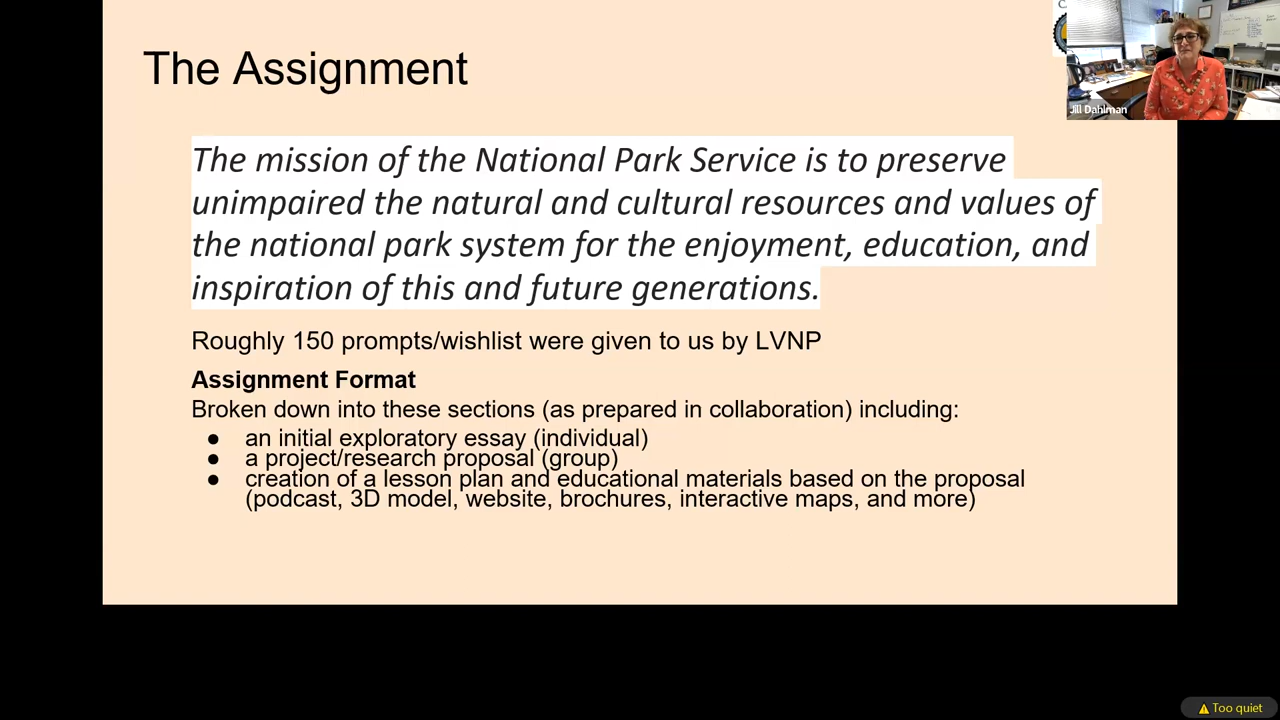 The Assignment
Jill Dahlman
The mission of the National Park Service is to preserve
unimpaired the natural and cultural resources and values of
the national park system for the enjoyment, education, and
inspiration of this and future generations.
Roughly 150 prompts/wishlist were given to us by LVNP
Assignment Format
Broken down into these sections (as prepared in collaboration) including:
● an initial exploratory essay (individual)
● a project/research proposal (group)
● creation of a lesson plan and educational materials based on the proposal
(podcast, 3D model, website, brochures, interactive maps, and more)
Too quiet